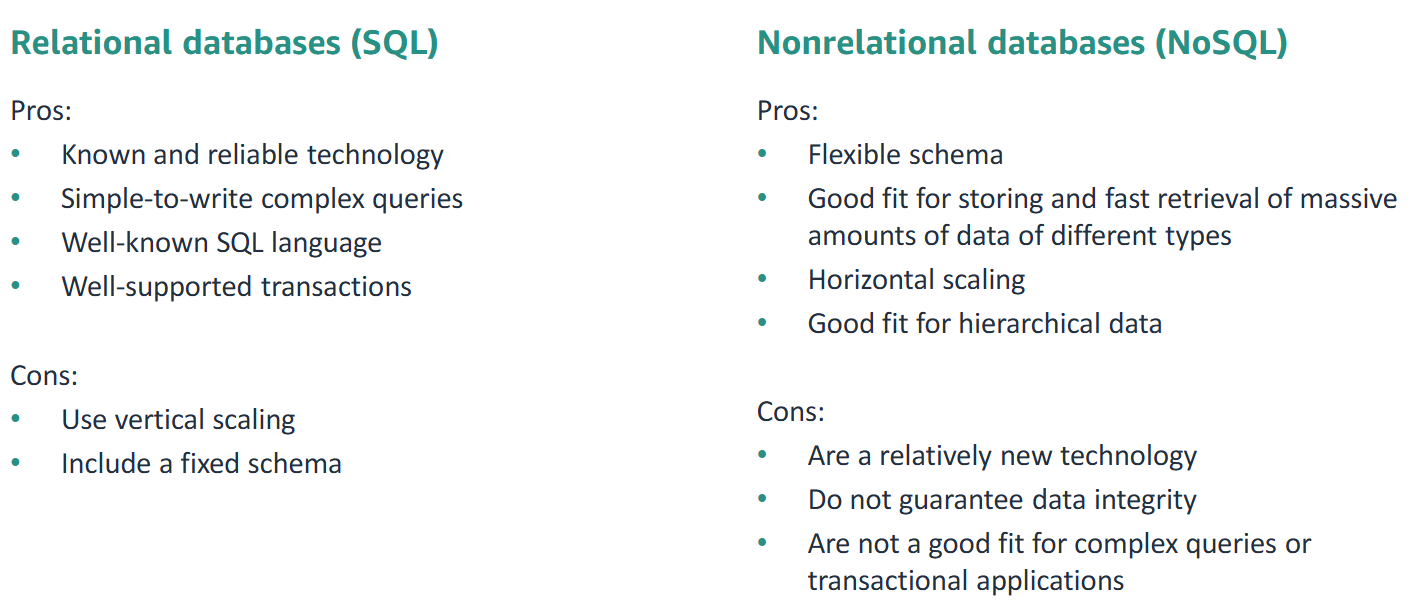 Relational databases (SQL)
Pros:
• Known and reliable technology
• Simple-to-write complex queries
• Well-known SQL language
• Well-supported transactions
Cons:
• Use vertical scaling
• Include a fixed schema
Nonrelational databases (NoSQL)
Pros:
• Flexible schema
• Good fit for storing and fast retrieval of massive
amounts of data of different types
• Horizontal scaling
• Good fit for hierarchical data
Cons:
• Are a relatively new technology
• Do not guarantee data integrity
• Are not a good fit for complex queries or
transactional applications